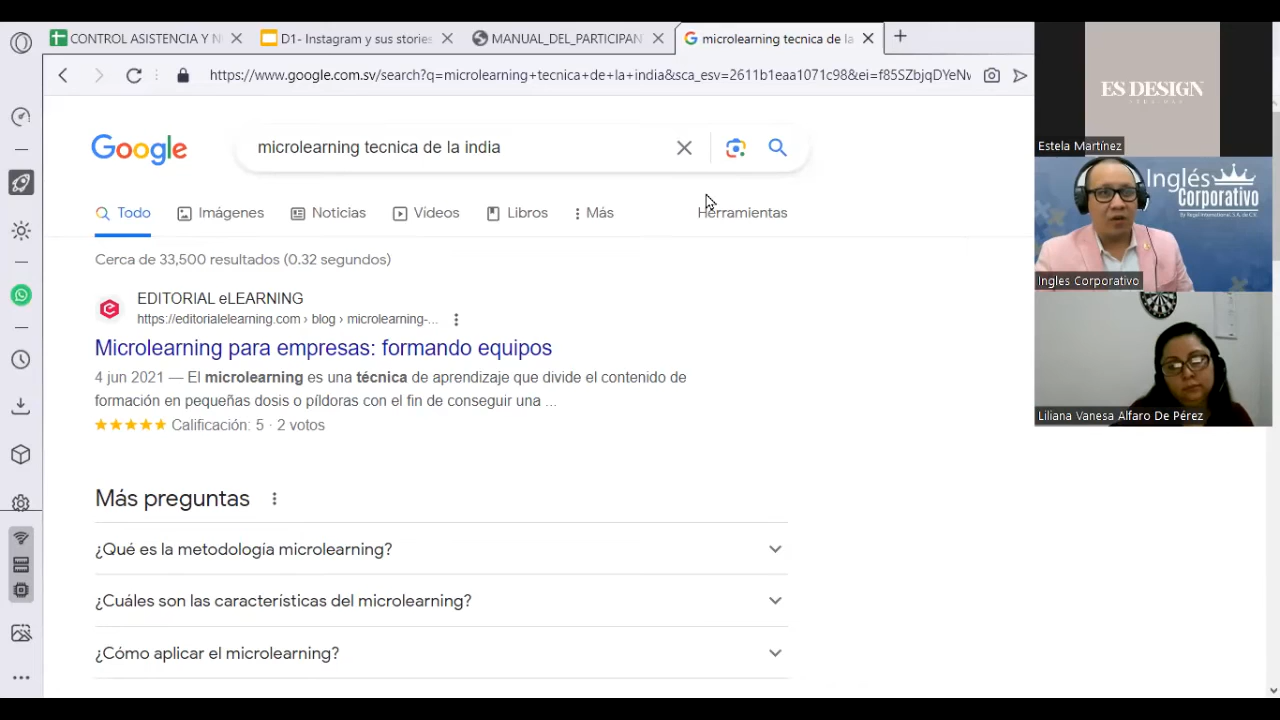 CONTROL ASISTENCIA Y N
D1- Instagram y sus stories
MANUAL_DEL_PARTICIPAN
microlearning tecnica de la
https://www.google.com.sv/search?q=microlearning+tecnica+de+la+india&sca_esv=2611b1eaa1071c98&ei=f85SZbjqDYeN
Google
microlearning tecnica de la india
Todo
Imágenes
Noticias
Vídeos
Libros
Más
Herramientas
Cerca de 33,500 resultados (0.32 segundos)
EDITORIAL eLEARNING
https://editorialelearning.com › blog › microlearning-...
Microlearning para empresas: formando equipos
4 jun 2021 — El microlearning es una técnica de aprendizaje que divide el contenido de
formación en pequeñas dosis o píldoras con el fin de conseguir una ...
Calificación: 5 · 2 votos
Más preguntas
¿Qué es la metodología microlearning?
¿Cuáles son las características del microlearning?
¿Cómo aplicar el microlearning?
ES DESIGN
Estela Martínez
Inglés
Corporativo
Ingles Corporativo
Liliana Vanesa Alfaro De Pérez